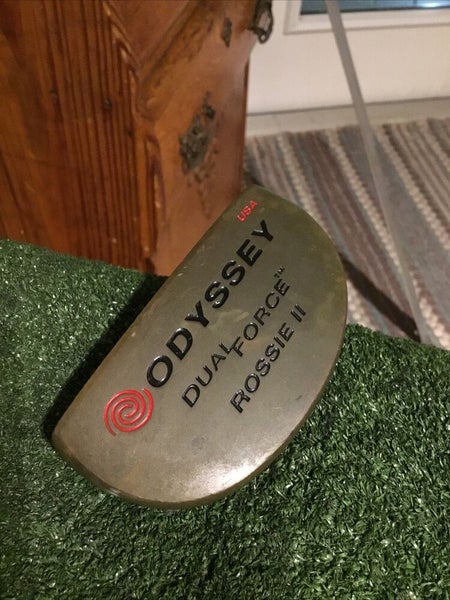 USA
ODYSSEY
DUAL FORCE™
ROSSIE II